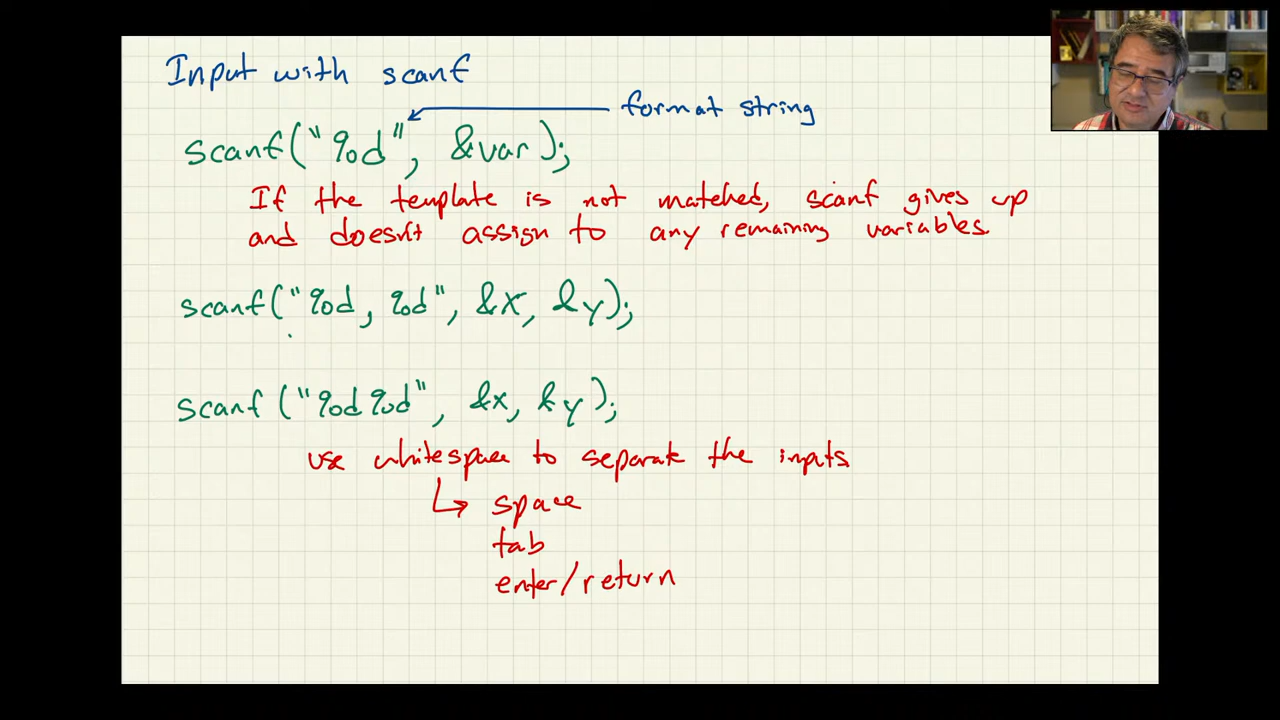 Input with scanf
format string
scanf("%d", &var);
If the template is not matched, scanf gives up
and doesn't assign to any remaining variables.
scanf("%d, %d", &x, &y);
scanf("%d%d", &x, &y);
use whitespace to separate the inputs
↳ space
tab
enter/return